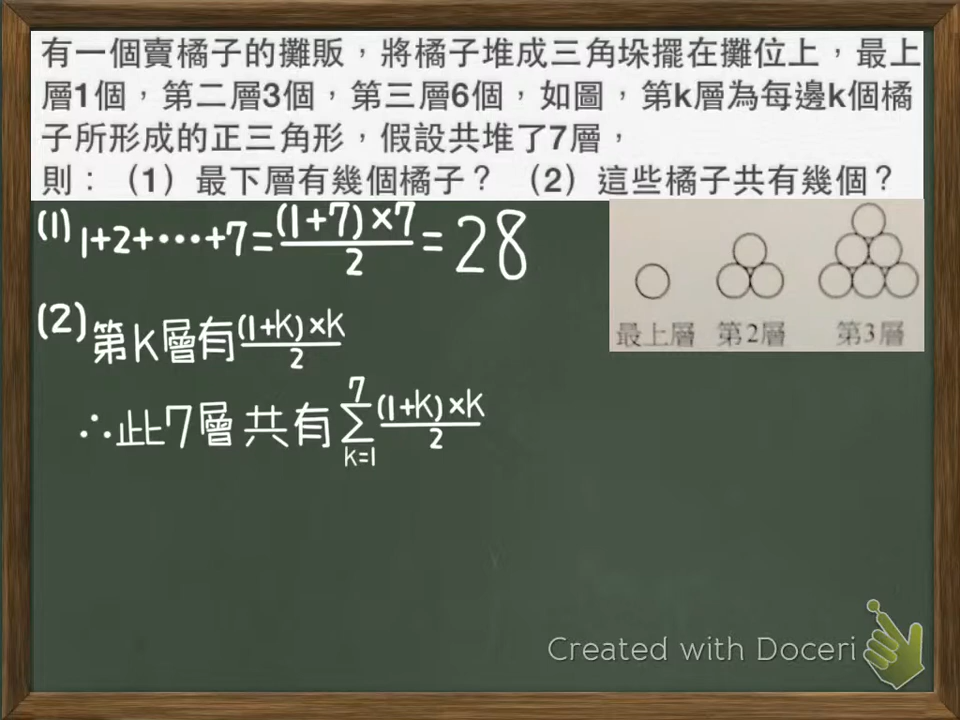 有一個賣橘子的攤販，將橘子堆成三角垛擺在攤位上，最上
層1個，第二層3個，第三層6個，如圖，第k層為每邊k個橘
子所形成的正三角形，假設共堆了7層，
則：（1）最下層有幾個橘子？ （2）這些橘子共有幾個？
(1) 1+2+•••+7=(1+7)×7/2=28
(2) 第k層有(1+k)×k/2
∴此7層共有∑_{k=1}^{7}(1+k)×k/2
最上層 第2層 第3層
Created with Doceri